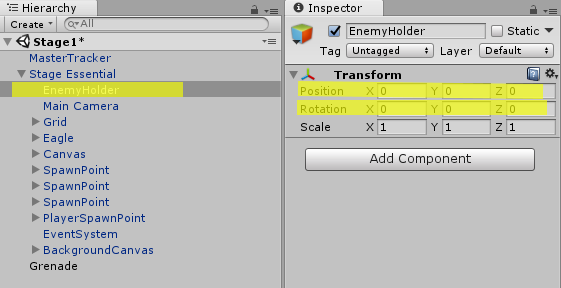 Hierarchy
Create All
Stage1*
MasterTracker
Stage Essential
EnemyHolder
Main Camera
Grid
Eagle
Canvas
SpawnPoint
SpawnPoint
SpawnPoint
PlayerSpawnPoint
EventSystem
BackgroundCanvas
Grenade
Inspector
EnemyHolder Static
Tag Untagged Layer Default
Transform
Position X 0 Y 0 Z 0
Rotation X 0 Y 0 Z 0
Scale X 1 Y 1 Z 1
Add Component